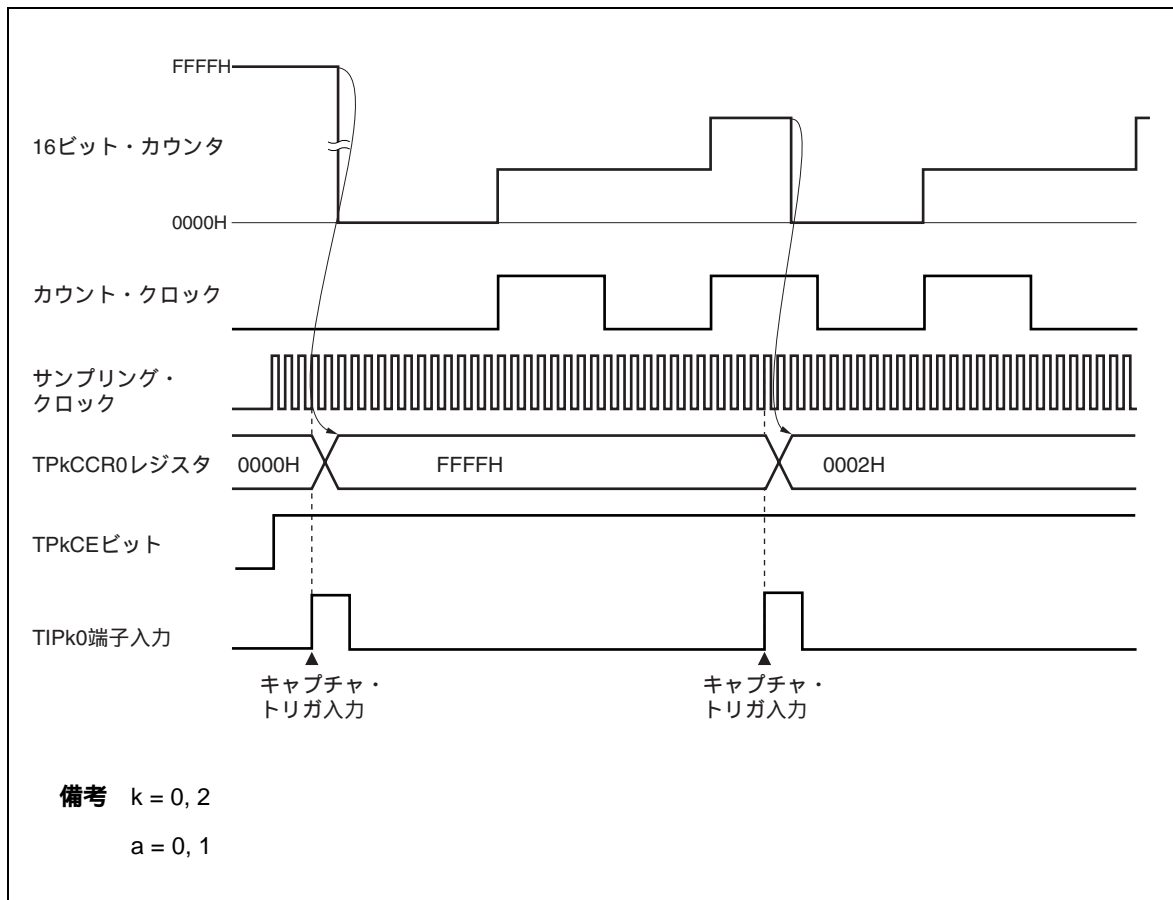 FFFFH
16ビット・カウンタ
0000H
カウント・クロック
サンプリング・
クロック
TPkCCR0レジスタ 0000H FFFFH 0002H
TPkCEビット
TIPk0端子入力
キャプチャ・
トリガ入力
キャプチャ・
トリガ入力
備考 k = 0, 2
a = 0, 1